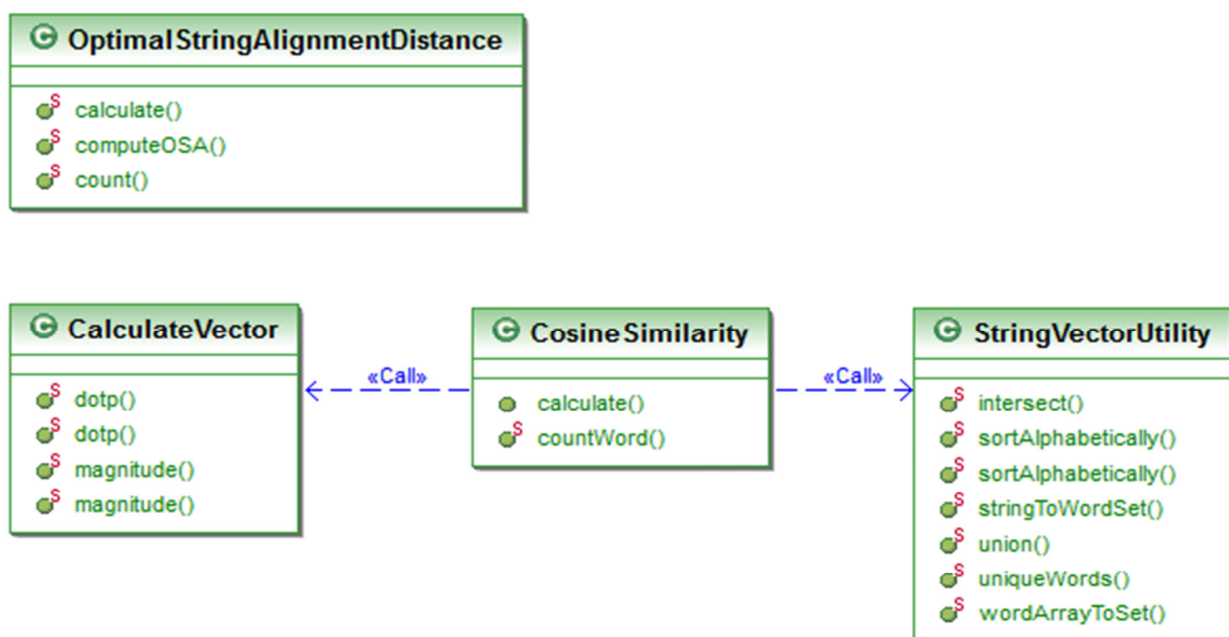 C OptimalStringAlignmentDistance
S calculate()
S computeOSA()
S count()
C CalculateVector
S dotp()
S dotp()
S magnitude()
S magnitude()
«Call»
C CosineSimilarity
calculate()
S countWord()
«Call»
C StringVectorUtility
S intersect()
S sortAlphabetically()
S sortAlphabetically()
S stringToWordSet()
S union()
S uniqueWords()
S wordArrayToSet()